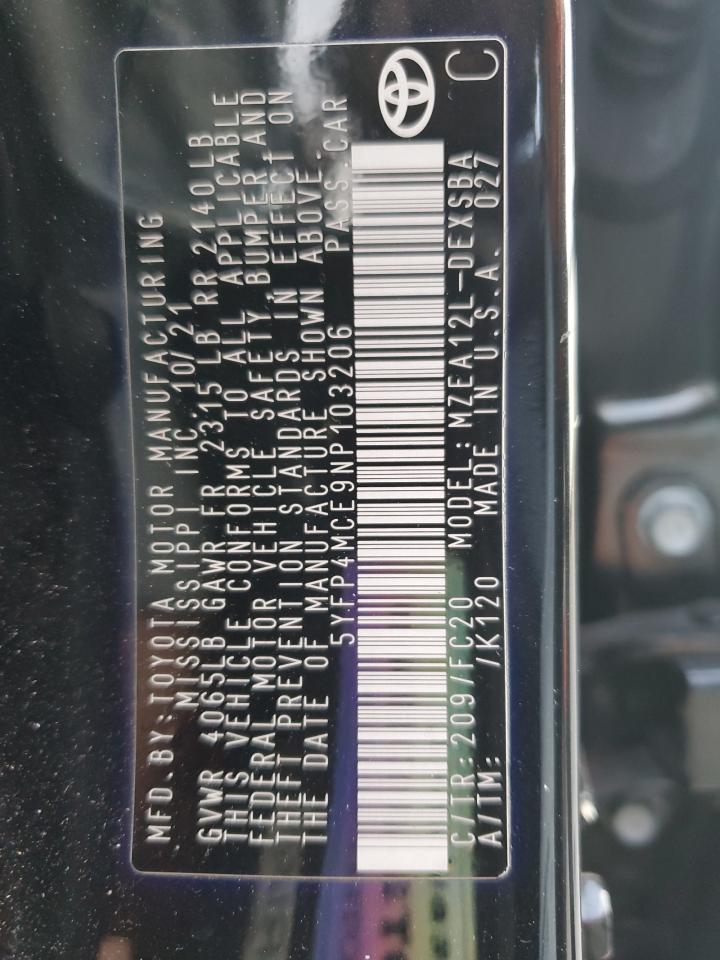 MFD.BY:TOYOTA MOTOR MANUFACTURING
MISSISSIPPI INC 10/21
GVWR 4065LB GAWR FR 2315 LB RR 2140LB
THIS VEHICLE CONFORMS TO ALL APPLICABLE
FEDERAL MOTOR VEHICLE SAFETY, BUMPER AND
THEFT PREVENTION STANDARDS IN EFFECT ON
THE DATE OF MANUFACTURE SHOWN ABOVE.
5YFP4MCE9NP103206 PASS.CAR
C/TR:209/FC20 MODEL:MZEA12L-DEXSBA
A/TM: /K120 MADE IN U.S.A. 027
C